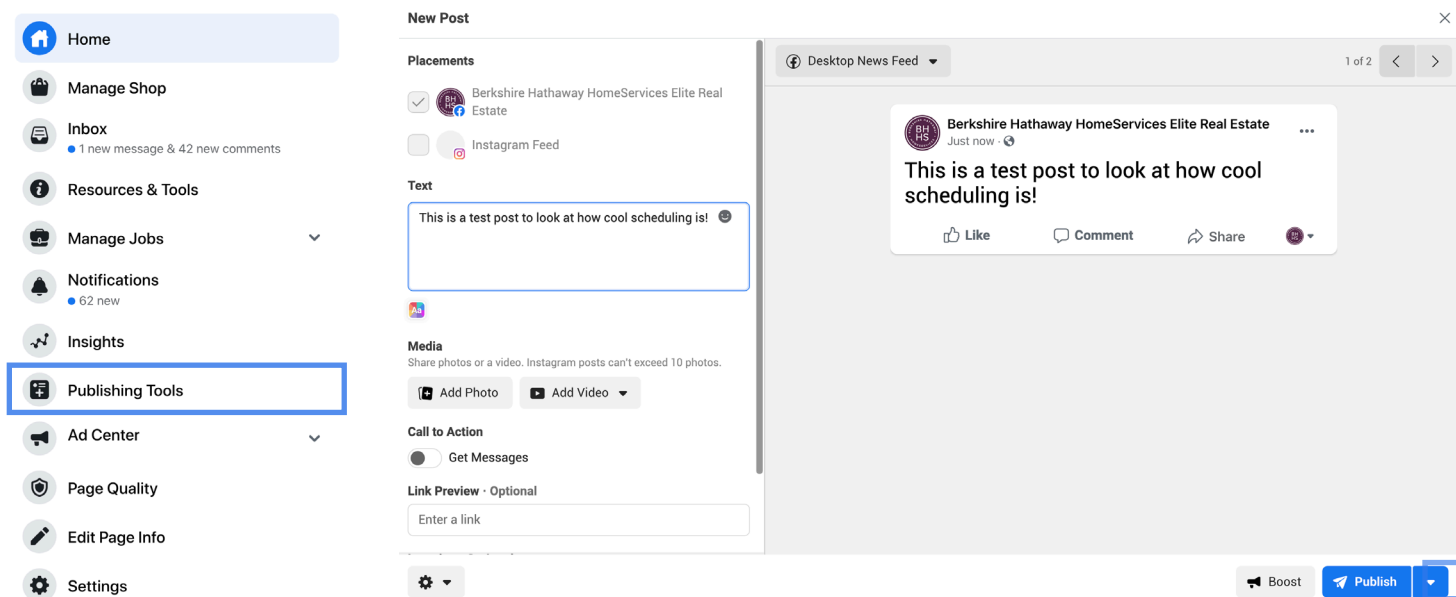 Home
Manage Shop
Inbox
1 new message & 42 new comments
Resources & Tools
Manage Jobs
Notifications
62 new
Insights
Publishing Tools
Ad Center
Page Quality
Edit Page Info
Settings
New Post
Placements
BH
HS
Berkshire Hathaway HomeServices Elite Real
Estate
Instagram Feed
Text
This is a test post to look at how cool scheduling is!
Aa
Media
Share photos or a video. Instagram posts can't exceed 10 photos.
Add Photo
Add Video
Call to Action
Get Messages
Link Preview · Optional
Enter a link
Desktop News Feed
1 of 2
BH
HS
Berkshire Hathaway HomeServices Elite Real Estate
Just now ·
This is a test post to look at how cool
scheduling is!
Like
Comment
Share
Boost
Publish